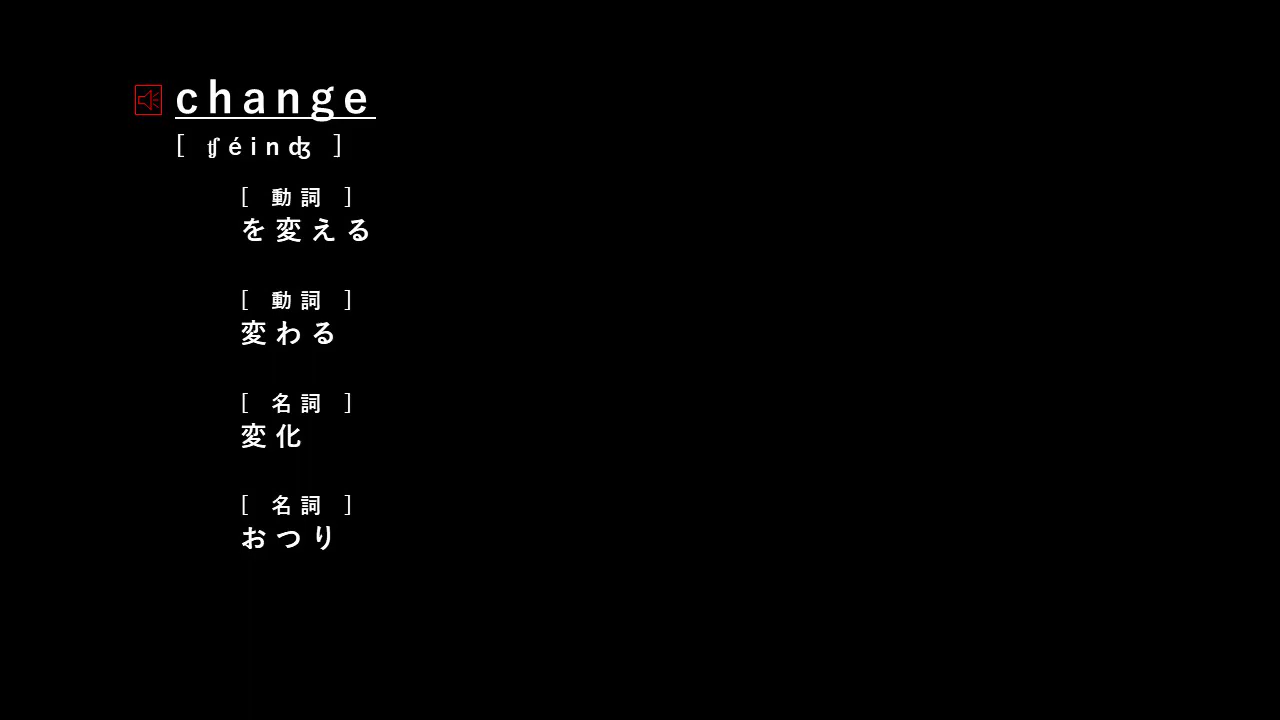 change
[ ʧéinʤ ]
[ 動詞 ]
を変える
[ 動詞 ]
変わる
[ 名詞 ]
変化
[ 名詞 ]
おつり